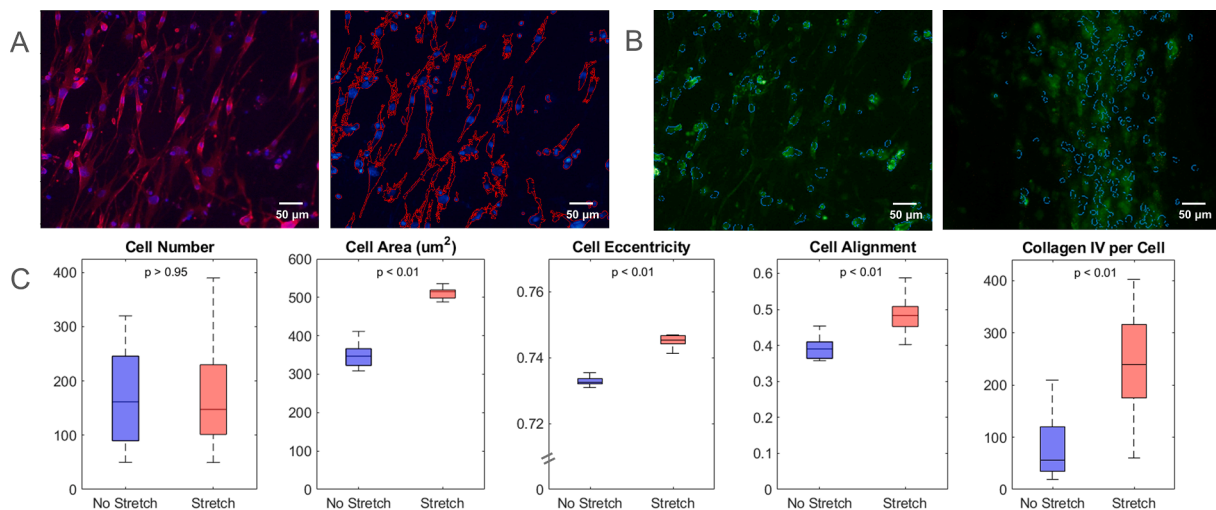 A
B
50 µm
50 µm
50 µm
50 µm
C
Cell Number
p > 0.95
400
300
200
100
0
No Stretch
Stretch
Cell Area (um²)
p < 0.01
600
500
400
300
200
100
0
No Stretch
Stretch
Cell Eccentricity
p < 0.01
0.76
0.74
0.72
0
No Stretch
Stretch
Cell Alignment
p < 0.01
0.6
0.5
0.4
0.3
0.2
0.1
0
No Stretch
Stretch
Collagen IV per Cell
p < 0.01
400
300
200
100
0
No Stretch
Stretch